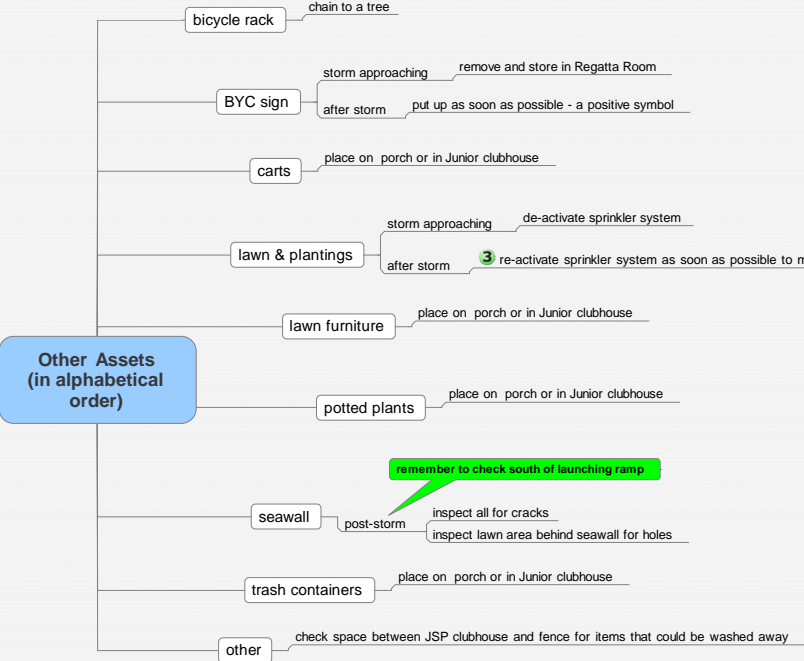 bicycle rack
chain to a tree
BYC sign
storm approaching
remove and store in Regatta Room
after storm
put up as soon as possible - a positive symbol
carts
place on porch or in Junior clubhouse
lawn & plantings
storm approaching
de-activate sprinkler system
after storm
3
re-activate sprinkler system as soon as possible to m
lawn furniture
place on porch or in Junior clubhouse
Other Assets
(in alphabetical
order)
potted plants
place on porch or in Junior clubhouse
seawall
remember to check south of launching ramp
post-storm
inspect all for cracks
inspect lawn area behind seawall for holes
trash containers
place on porch or in Junior clubhouse
other
check space between JSP clubhouse and fence for items that could be washed away